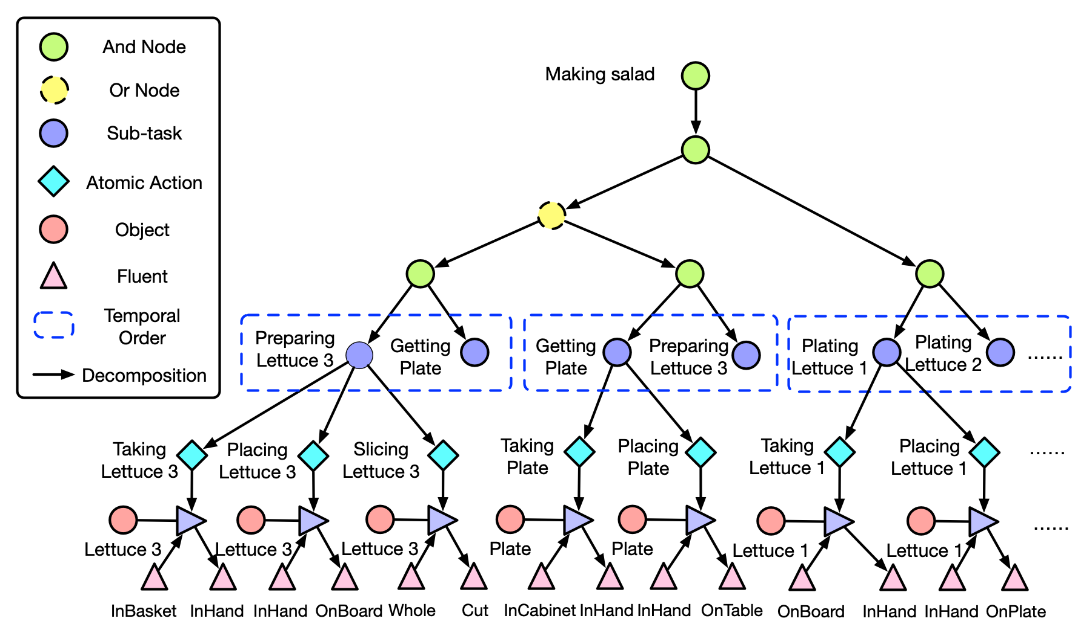 And Node
Or Node
Sub-task
Atomic Action
Object
Fluent
Temporal
Order
Decomposition
Making salad
Preparing
Lettuce 3
Getting
Plate
Getting
Plate
Preparing
Lettuce 3
Plating
Lettuce 1
Plating
Lettuce 2
......
Taking
Lettuce 3
Placing
Lettuce 3
Slicing
Lettuce 3
Taking
Plate
Placing
Plate
Taking
Lettuce 1
Placing
Lettuce 1
......
Lettuce 3
Lettuce 3
Lettuce 3
Plate
Plate
Lettuce 1
Lettuce 1
......
InBasket
InHand
InHand
OnBoard
Whole
Cut
InCabinet
InHand
InHand
OnTable
OnBoard
InHand
InHand
OnPlate